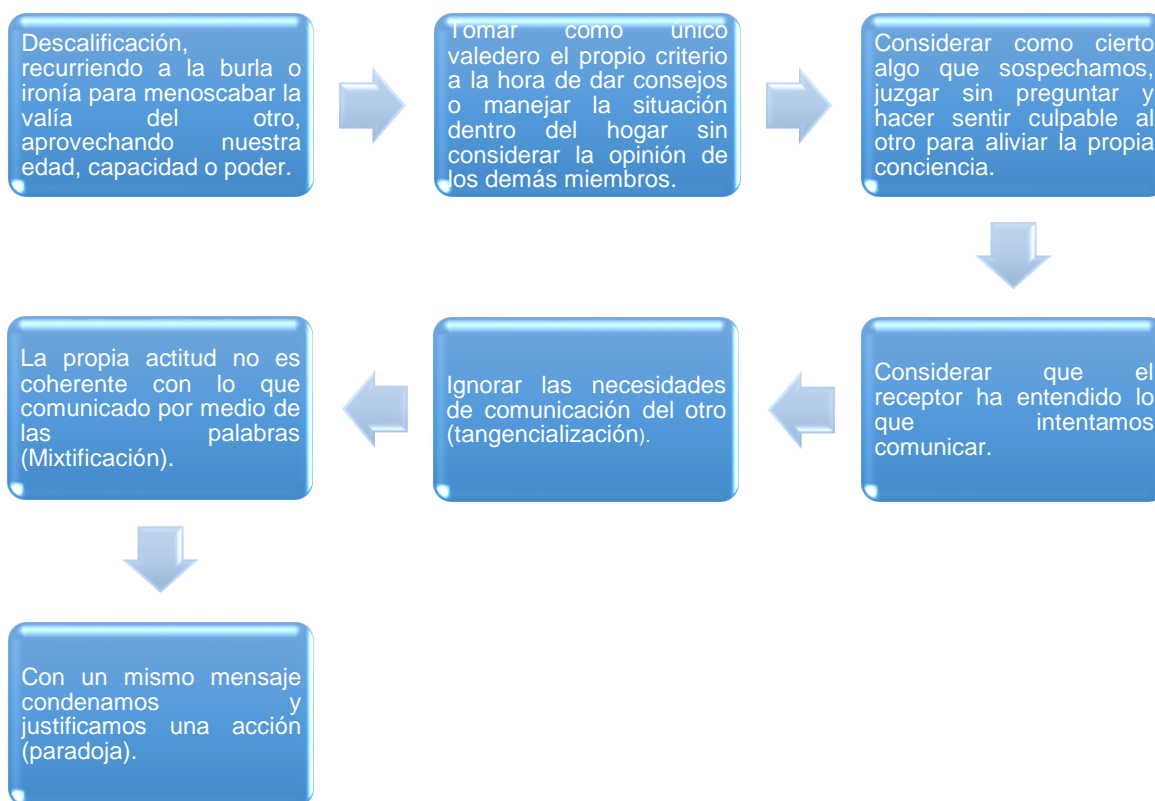 Descalificación,
recurriendo a la burla o
ironía para menoscabar la
valía del otro,
aprovechando nuestra
edad, capacidad o poder.
Tomar como único
valedero el propio criterio
a la hora de dar consejos
o manejar la situación
dentro del hogar sin
considerar la opinión de
los demás miembros.
Considerar como cierto
algo que sospechamos,
juzgar sin preguntar y
hacer sentir culpable al
otro para aliviar la propia
conciencia.
Considerar que el
receptor ha entendido lo
que intentamos
comunicar.
Ignorar las necesidades
de comunicación del otro
(tangencialización).
La propia actitud no es
coherente con lo que
comunicado por medio de
las palabras
(Mixtificación).
Con un mismo mensaje
condenamos y
justificamos una acción
(paradoja).